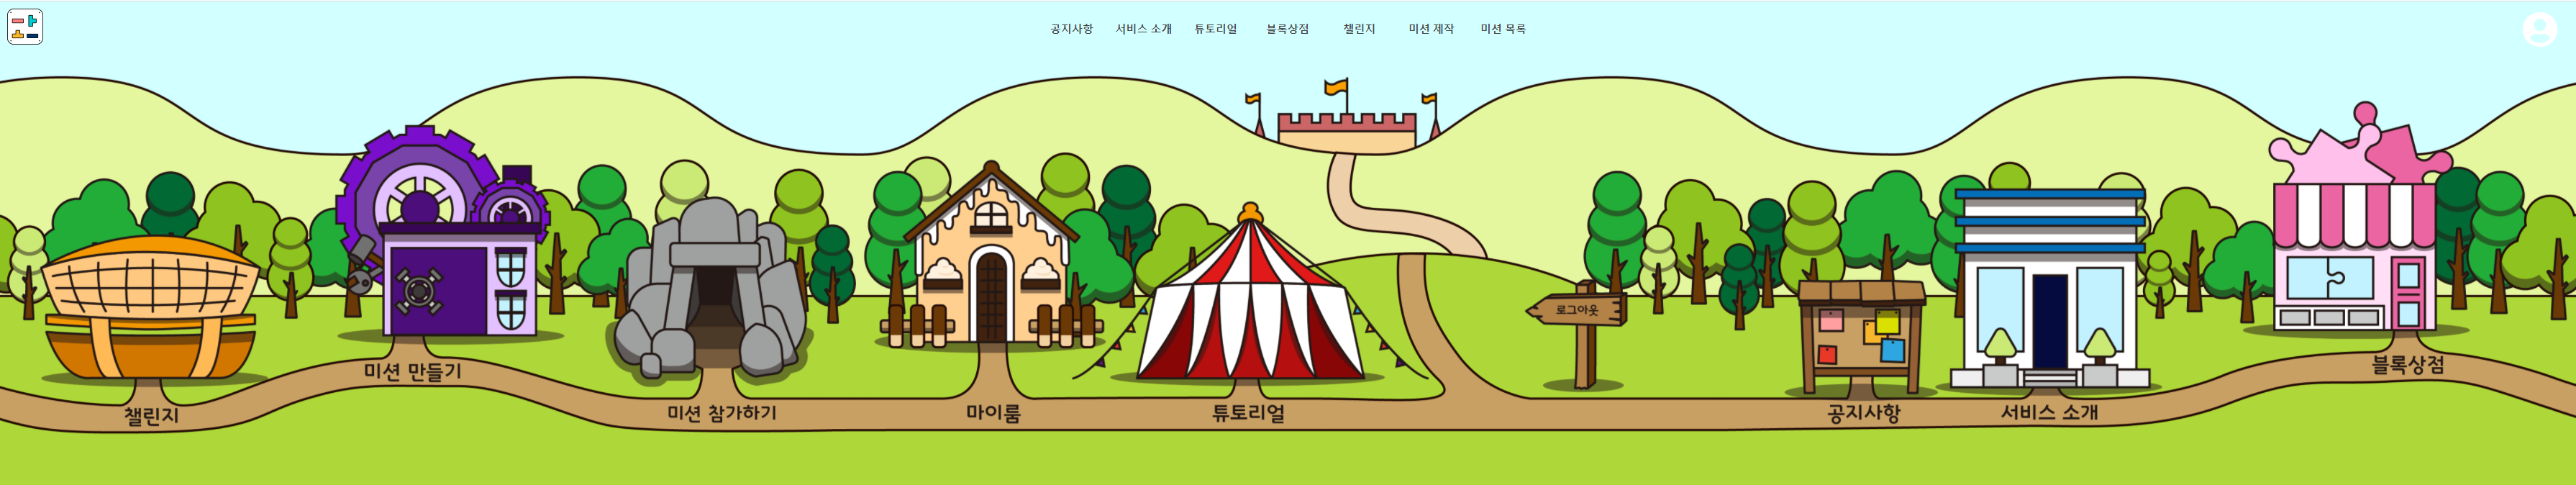 공지사항 서비스 소개 튜토리얼 블록상점 챌린지 미션 제작 미션 목록
로그아웃
미션 만들기
블록상점
챌린지
미션 참가하기
마이룸
튜토리얼
공지사항
서비스 소개